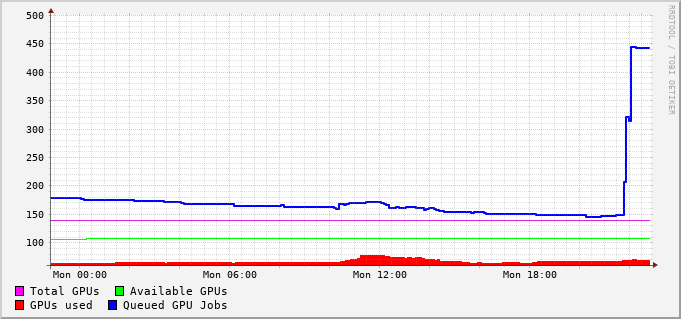 500
450
400
350
300
250
200
150
100
Mon 00:00 Mon 06:00 Mon 12:00 Mon 18:00
Total GPUs Available GPUs
GPUs used Queued GPU Jobs
RRDTOOL / TOBI OETIKER